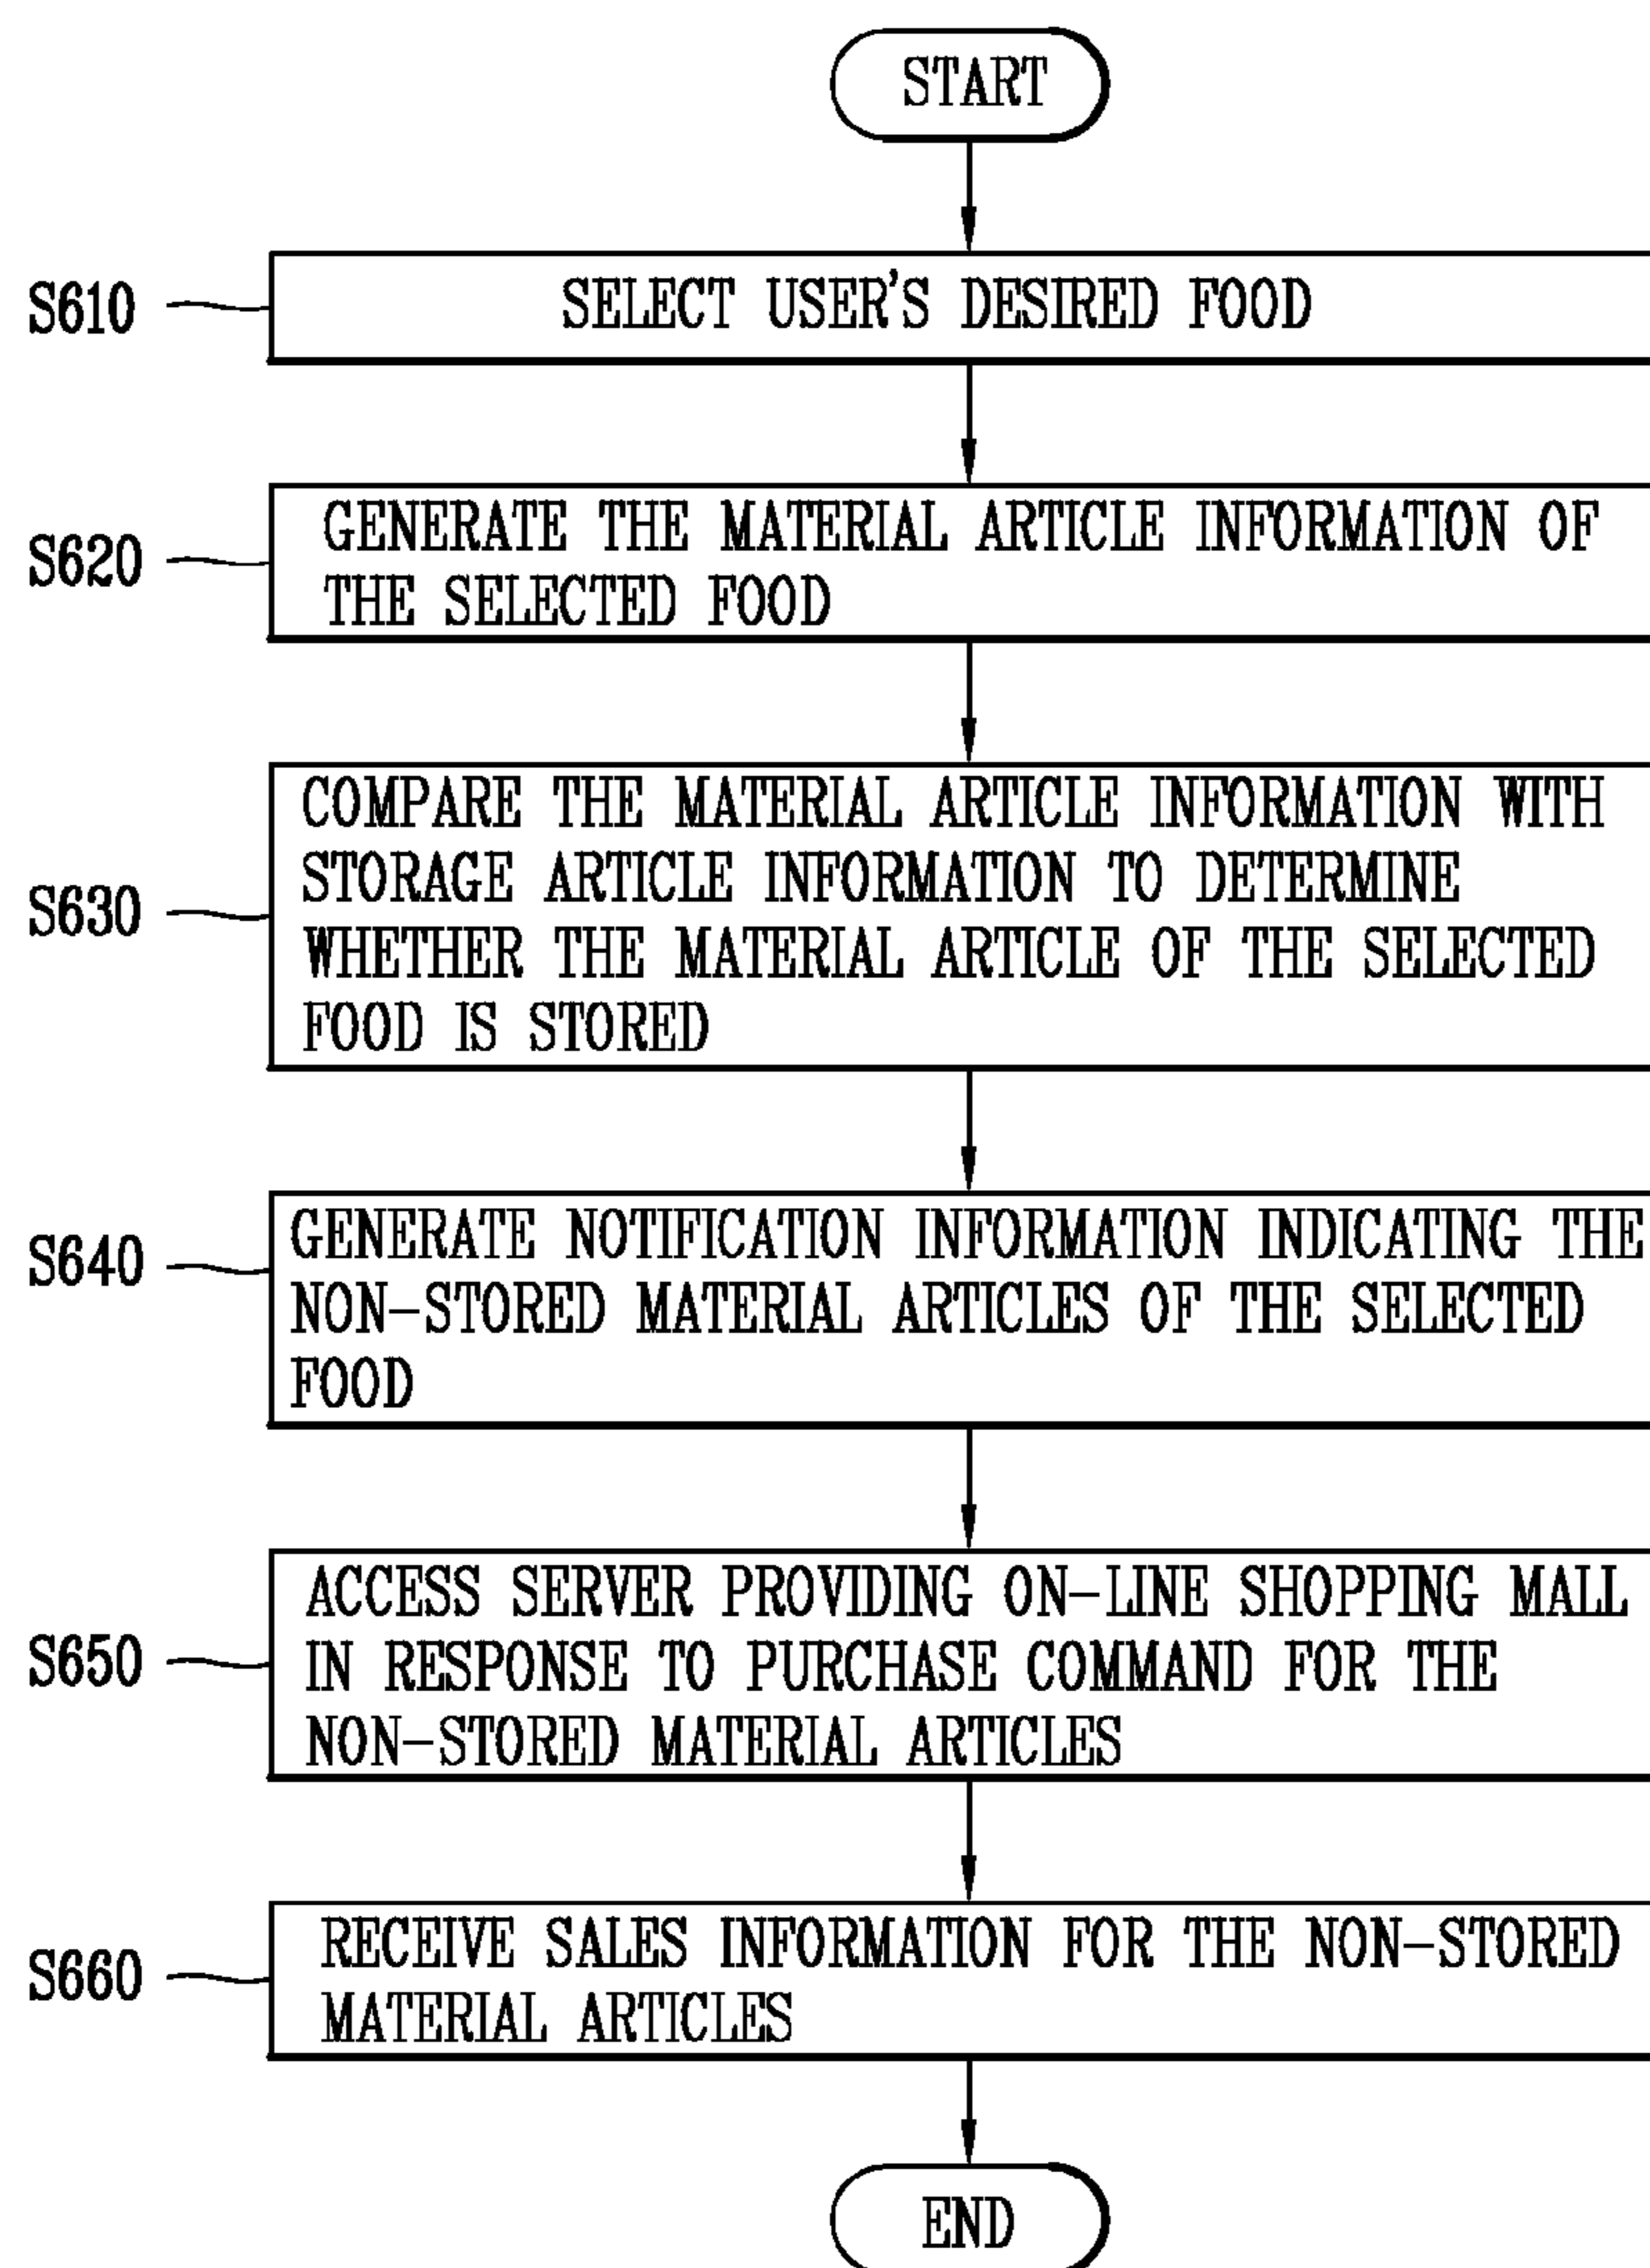 START
S610
SELECT USER'S DESIRED FOOD
S620
GENERATE THE MATERIAL ARTICLE INFORMATION OF
THE SELECTED FOOD
S630
COMPARE THE MATERIAL ARTICLE INFORMATION WITH
STORAGE ARTICLE INFORMATION TO DETERMINE
WHETHER THE MATERIAL ARTICLE OF THE SELECTED
FOOD IS STORED
S640
GENERATE NOTIFICATION INFORMATION INDICATING THE
NON-STORED MATERIAL ARTICLES OF THE SELECTED
FOOD
S650
ACCESS SERVER PROVIDING ON-LINE SHOPPING MALL
IN RESPONSE TO PURCHASE COMMAND FOR THE
NON-STORED MATERIAL ARTICLES
S660
RECEIVE SALES INFORMATION FOR THE NON-STORED
MATERIAL ARTICLES
END